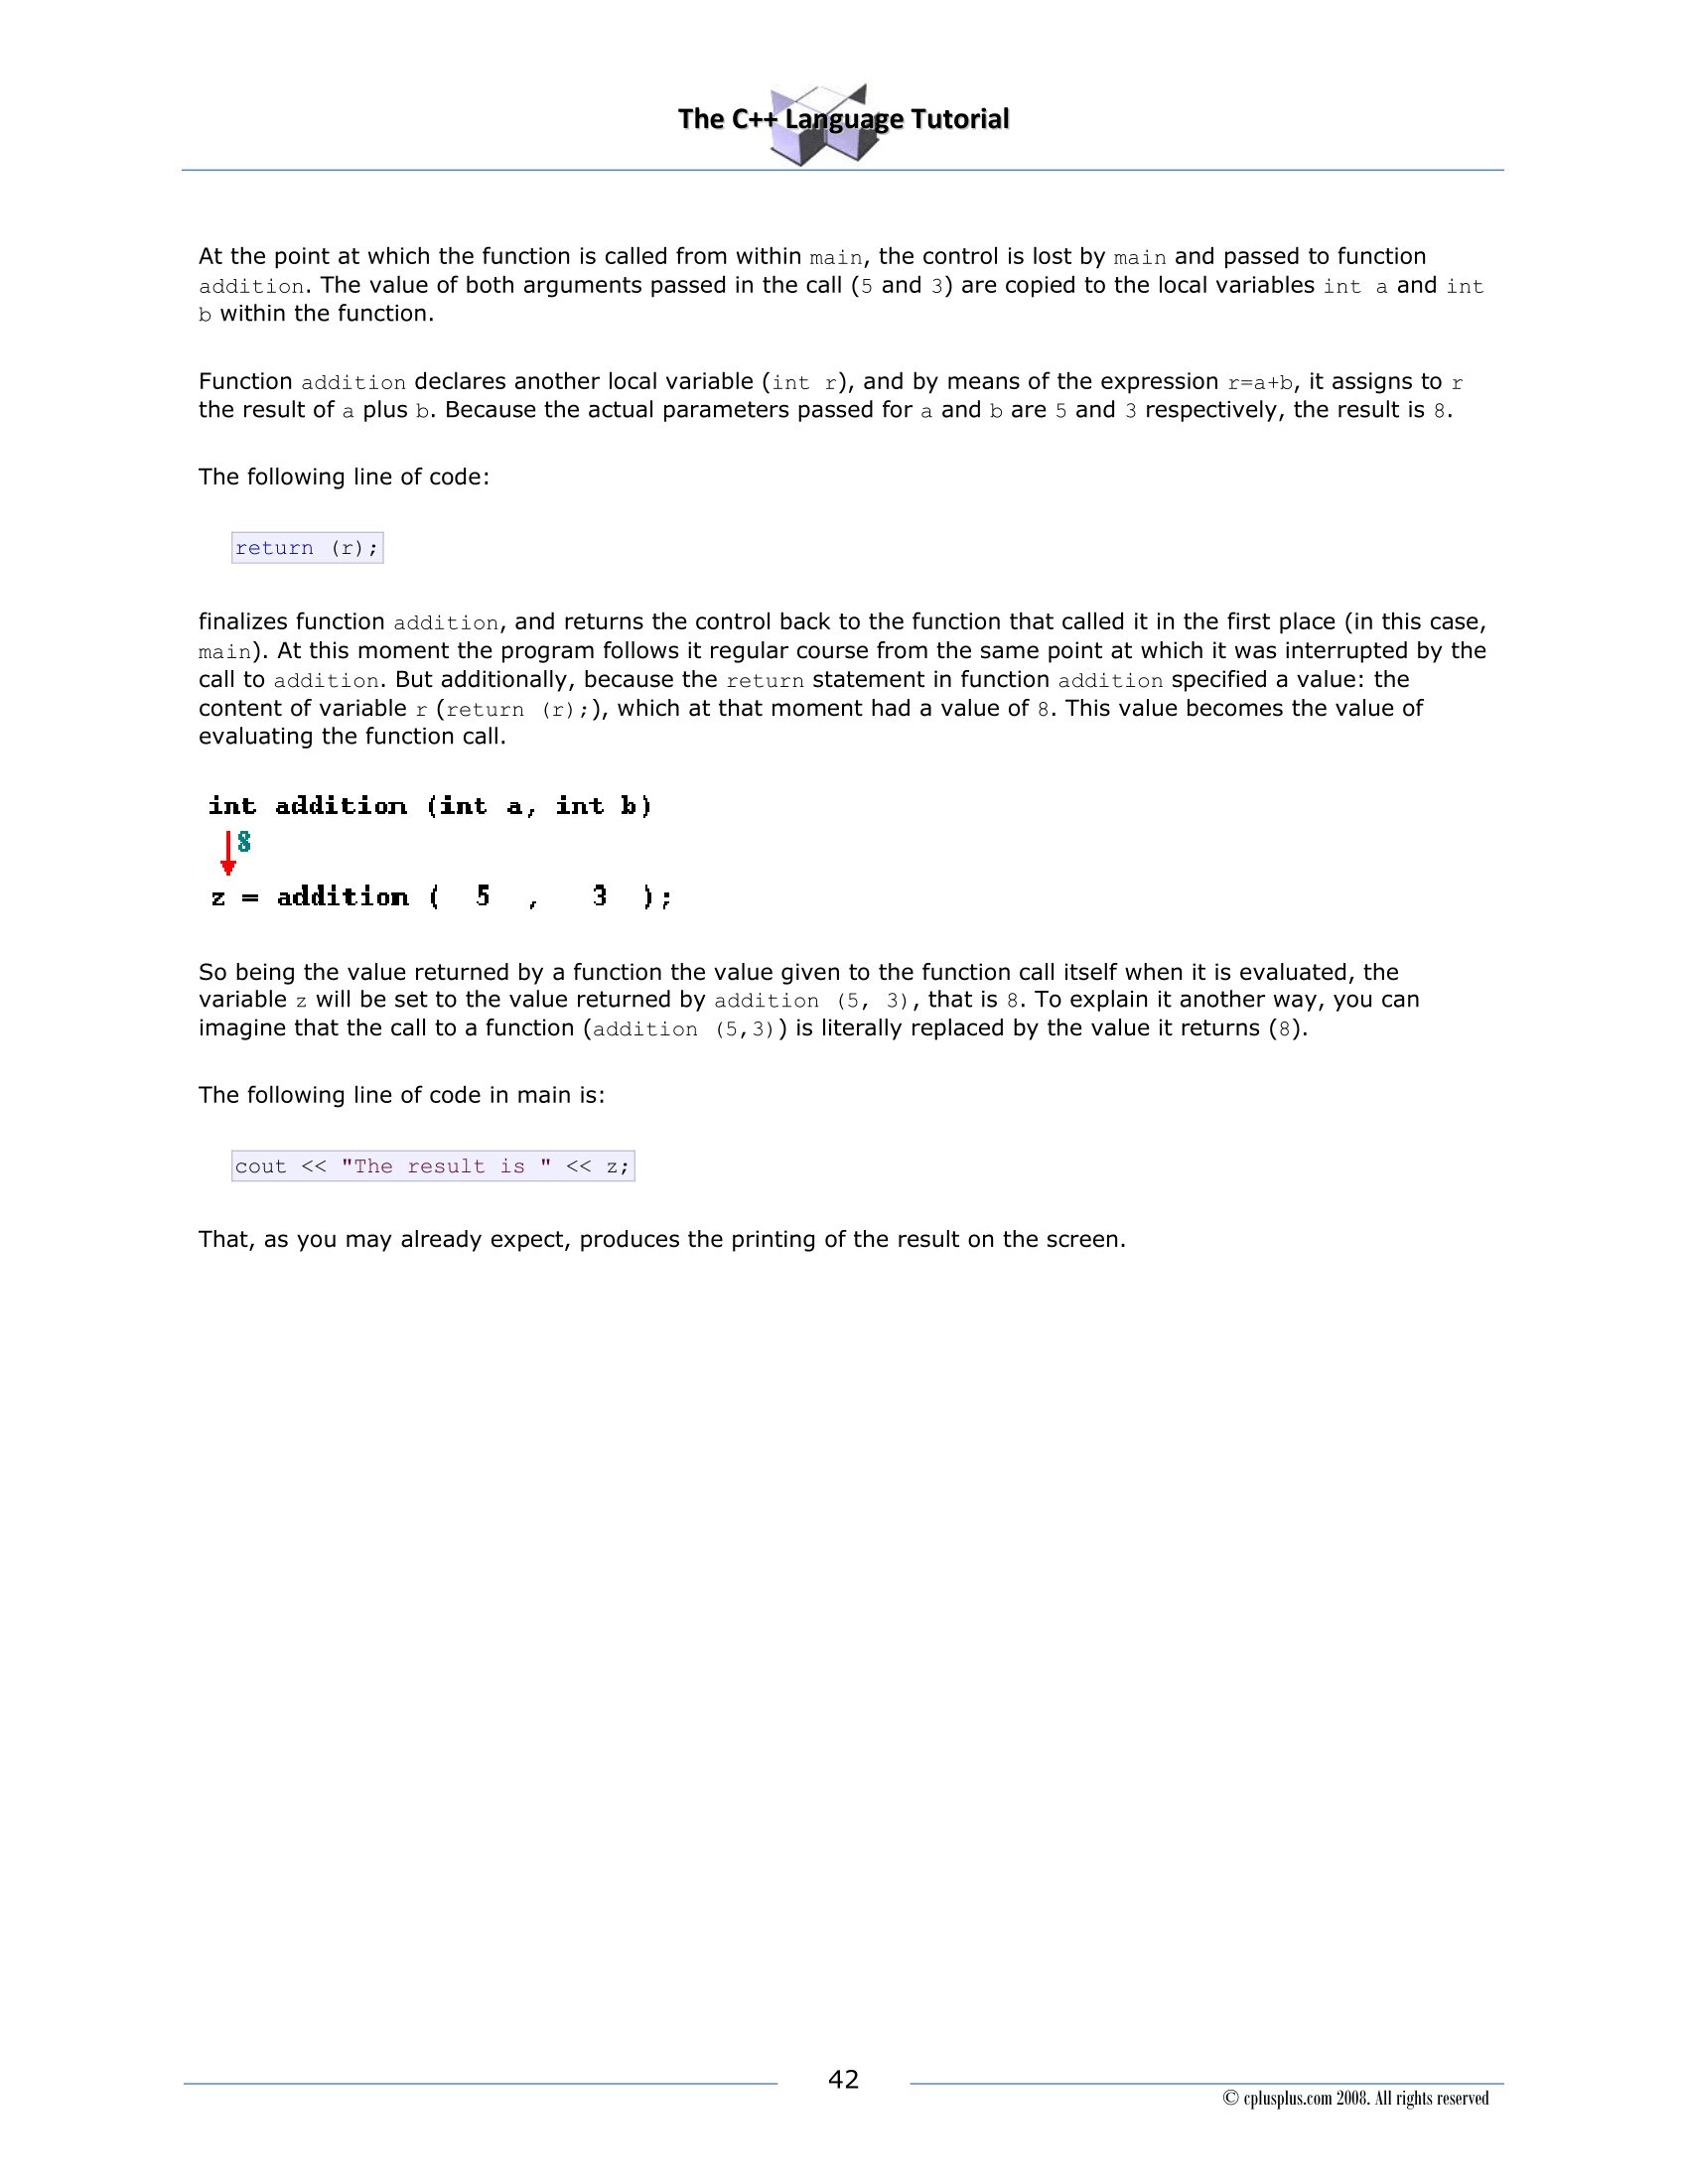 The C++ Language Tutorial
At the point at which the function is called from within main, the control is lost by main and passed to function
addition. The value of both arguments passed in the call (5 and 3) are copied to the local variables int a and int
b within the function.
Function addition declares another local variable (int r), and by means of the expression r=a+b, it assigns to r
the result of a plus b. Because the actual parameters passed for a and b are 5 and 3 respectively, the result is 8.
The following line of code:
return (r);
finalizes function addition, and returns the control back to the function that called it in the first place (in this case,
main). At this moment the program follows it regular course from the same point at which it was interrupted by the
call to addition. But additionally, because the return statement in function addition specified a value: the
content of variable r (return (r);), which at that moment had a value of 8. This value becomes the value of
evaluating the function call.
int addition (int a, int b)
8
z = addition ( 5 , 3 );
So being the value returned by a function the value given to the function call itself when it is evaluated, the
variable z will be set to the value returned by addition (5, 3), that is 8. To explain it another way, you can
imagine that the call to a function (addition (5,3)) is literally replaced by the value it returns (8).
The following line of code in main is:
cout << "The result is " << z;
That, as you may already expect, produces the printing of the result on the screen.
42
© cplusplus.com 2008. All rights reserved